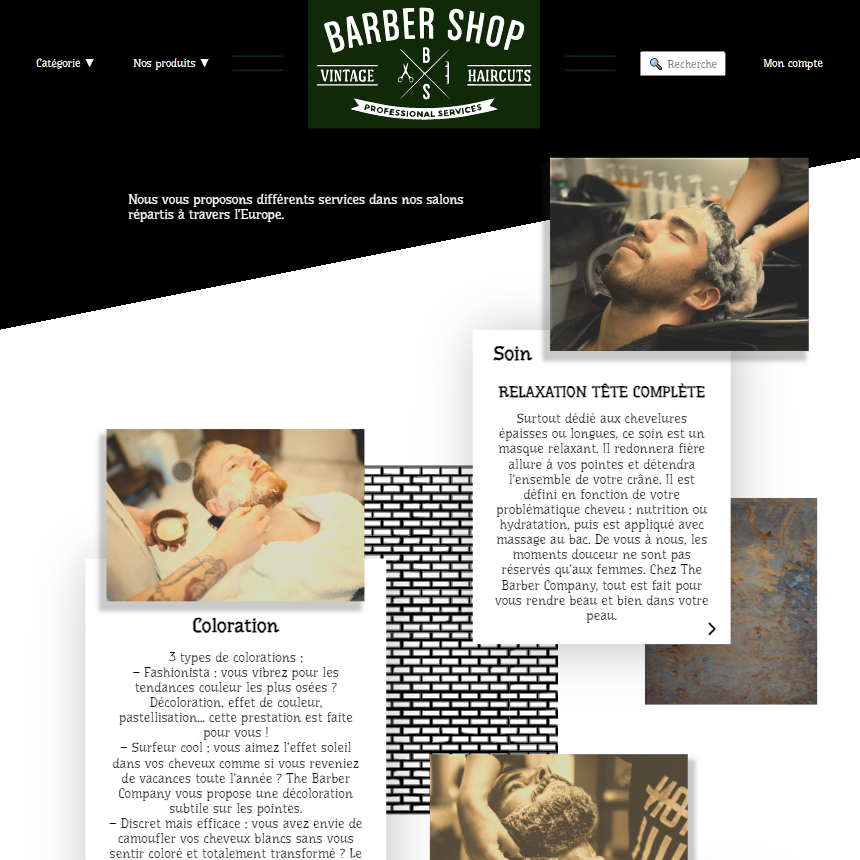 Catégorie ▼
Nos produits ▼
BARBER SHOP
B
VINTAGE
HAIRCUTS
S
PROFESSIONAL SERVICES
Recherche
Mon compte
Nous vous proposons différents services dans nos salons
répartis à travers l'Europe.
Soin
RELAXATION TÊTE COMPLÈTE
Surtout dédié aux chevelures
épaisses ou longues, ce soin est un
masque relaxant. Il redonnera fière
allure à vos pointes et détendra
l'ensemble de votre crâne. Il est
défini en fonction de votre
problématique cheveu : nutrition ou
hydratation, puis est appliqué avec
massage au bac. De vous à nous, les
moments douceur ne sont pas
réservés qu'aux femmes. Chez The
Barber Company, tout est fait pour
vous rendre beau et bien dans votre
peau.
Coloration
3 types de colorations :
– Fashionista : vous vibrez pour les
tendances couleur les plus osées ?
Décoloration, effet de couleur,
pastellisation... cette prestation est faite
pour vous !
– Surfeur cool : vous aimez l'effet soleil
dans vos cheveux comme si vous reveniez
de vacances toute l'année ? The Barber
Company vous propose une décoloration
subtile sur les pointes.
– Discret mais efficace : vous avez envie de
camoufler vos cheveux blancs sans vous
sentir coloré et totalement transformé ? Le